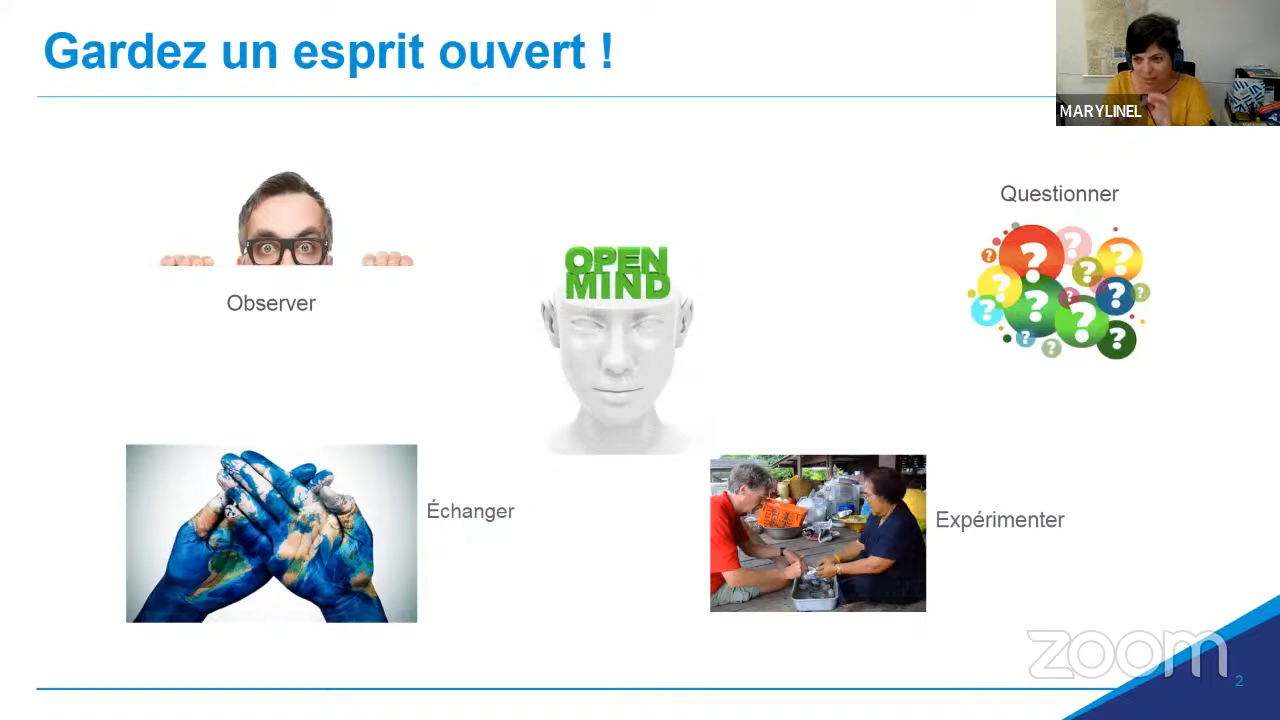 Gardez un esprit ouvert !
MARYLINEL
Questionner
Observer
OPEN
MIND
Échanger
Expérimenter
zoom
2